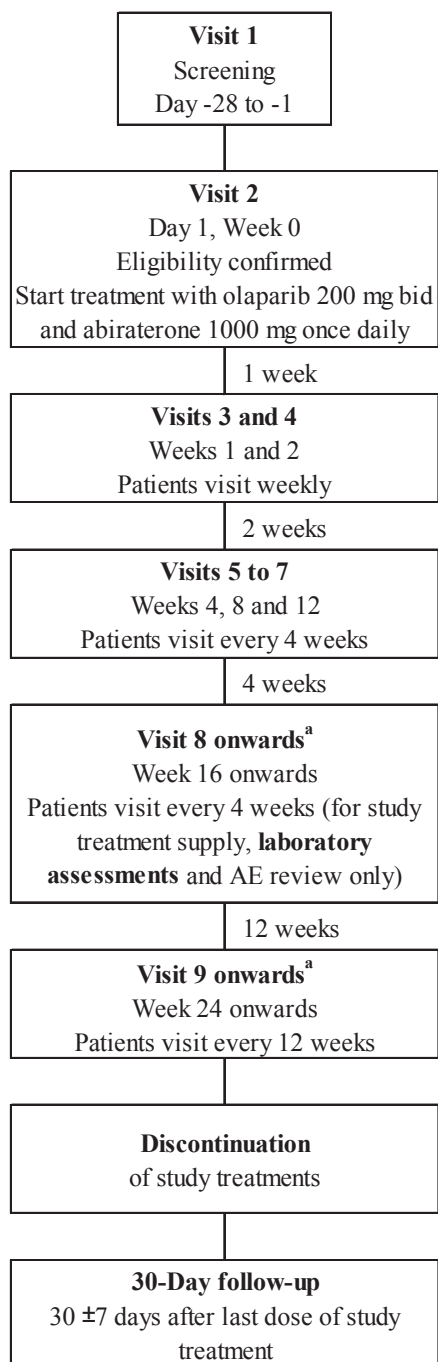 Visit 1
Screening
Day -28 to -1
Visit 2
Day 1, Week 0
Eligibility confirmed
Start treatment with olaparib 200 mg bid
and abiraterone 1000 mg once daily
1 week
Visits 3 and 4
Weeks 1 and 2
Patients visit weekly
2 weeks
Visits 5 to 7
Weeks 4, 8 and 12
Patients visit every 4 weeks
4 weeks
Visit 8 onwardsᵃ
Week 16 onwards
Patients visit every 4 weeks (for study
treatment supply, laboratory
assessments and AE review only)
12 weeks
Visit 9 onwardsᵃ
Week 24 onwards
Patients visit every 12 weeks
Discontinuation
of study treatments
30-Day follow-up
30 ±7 days after last dose of study
treatment